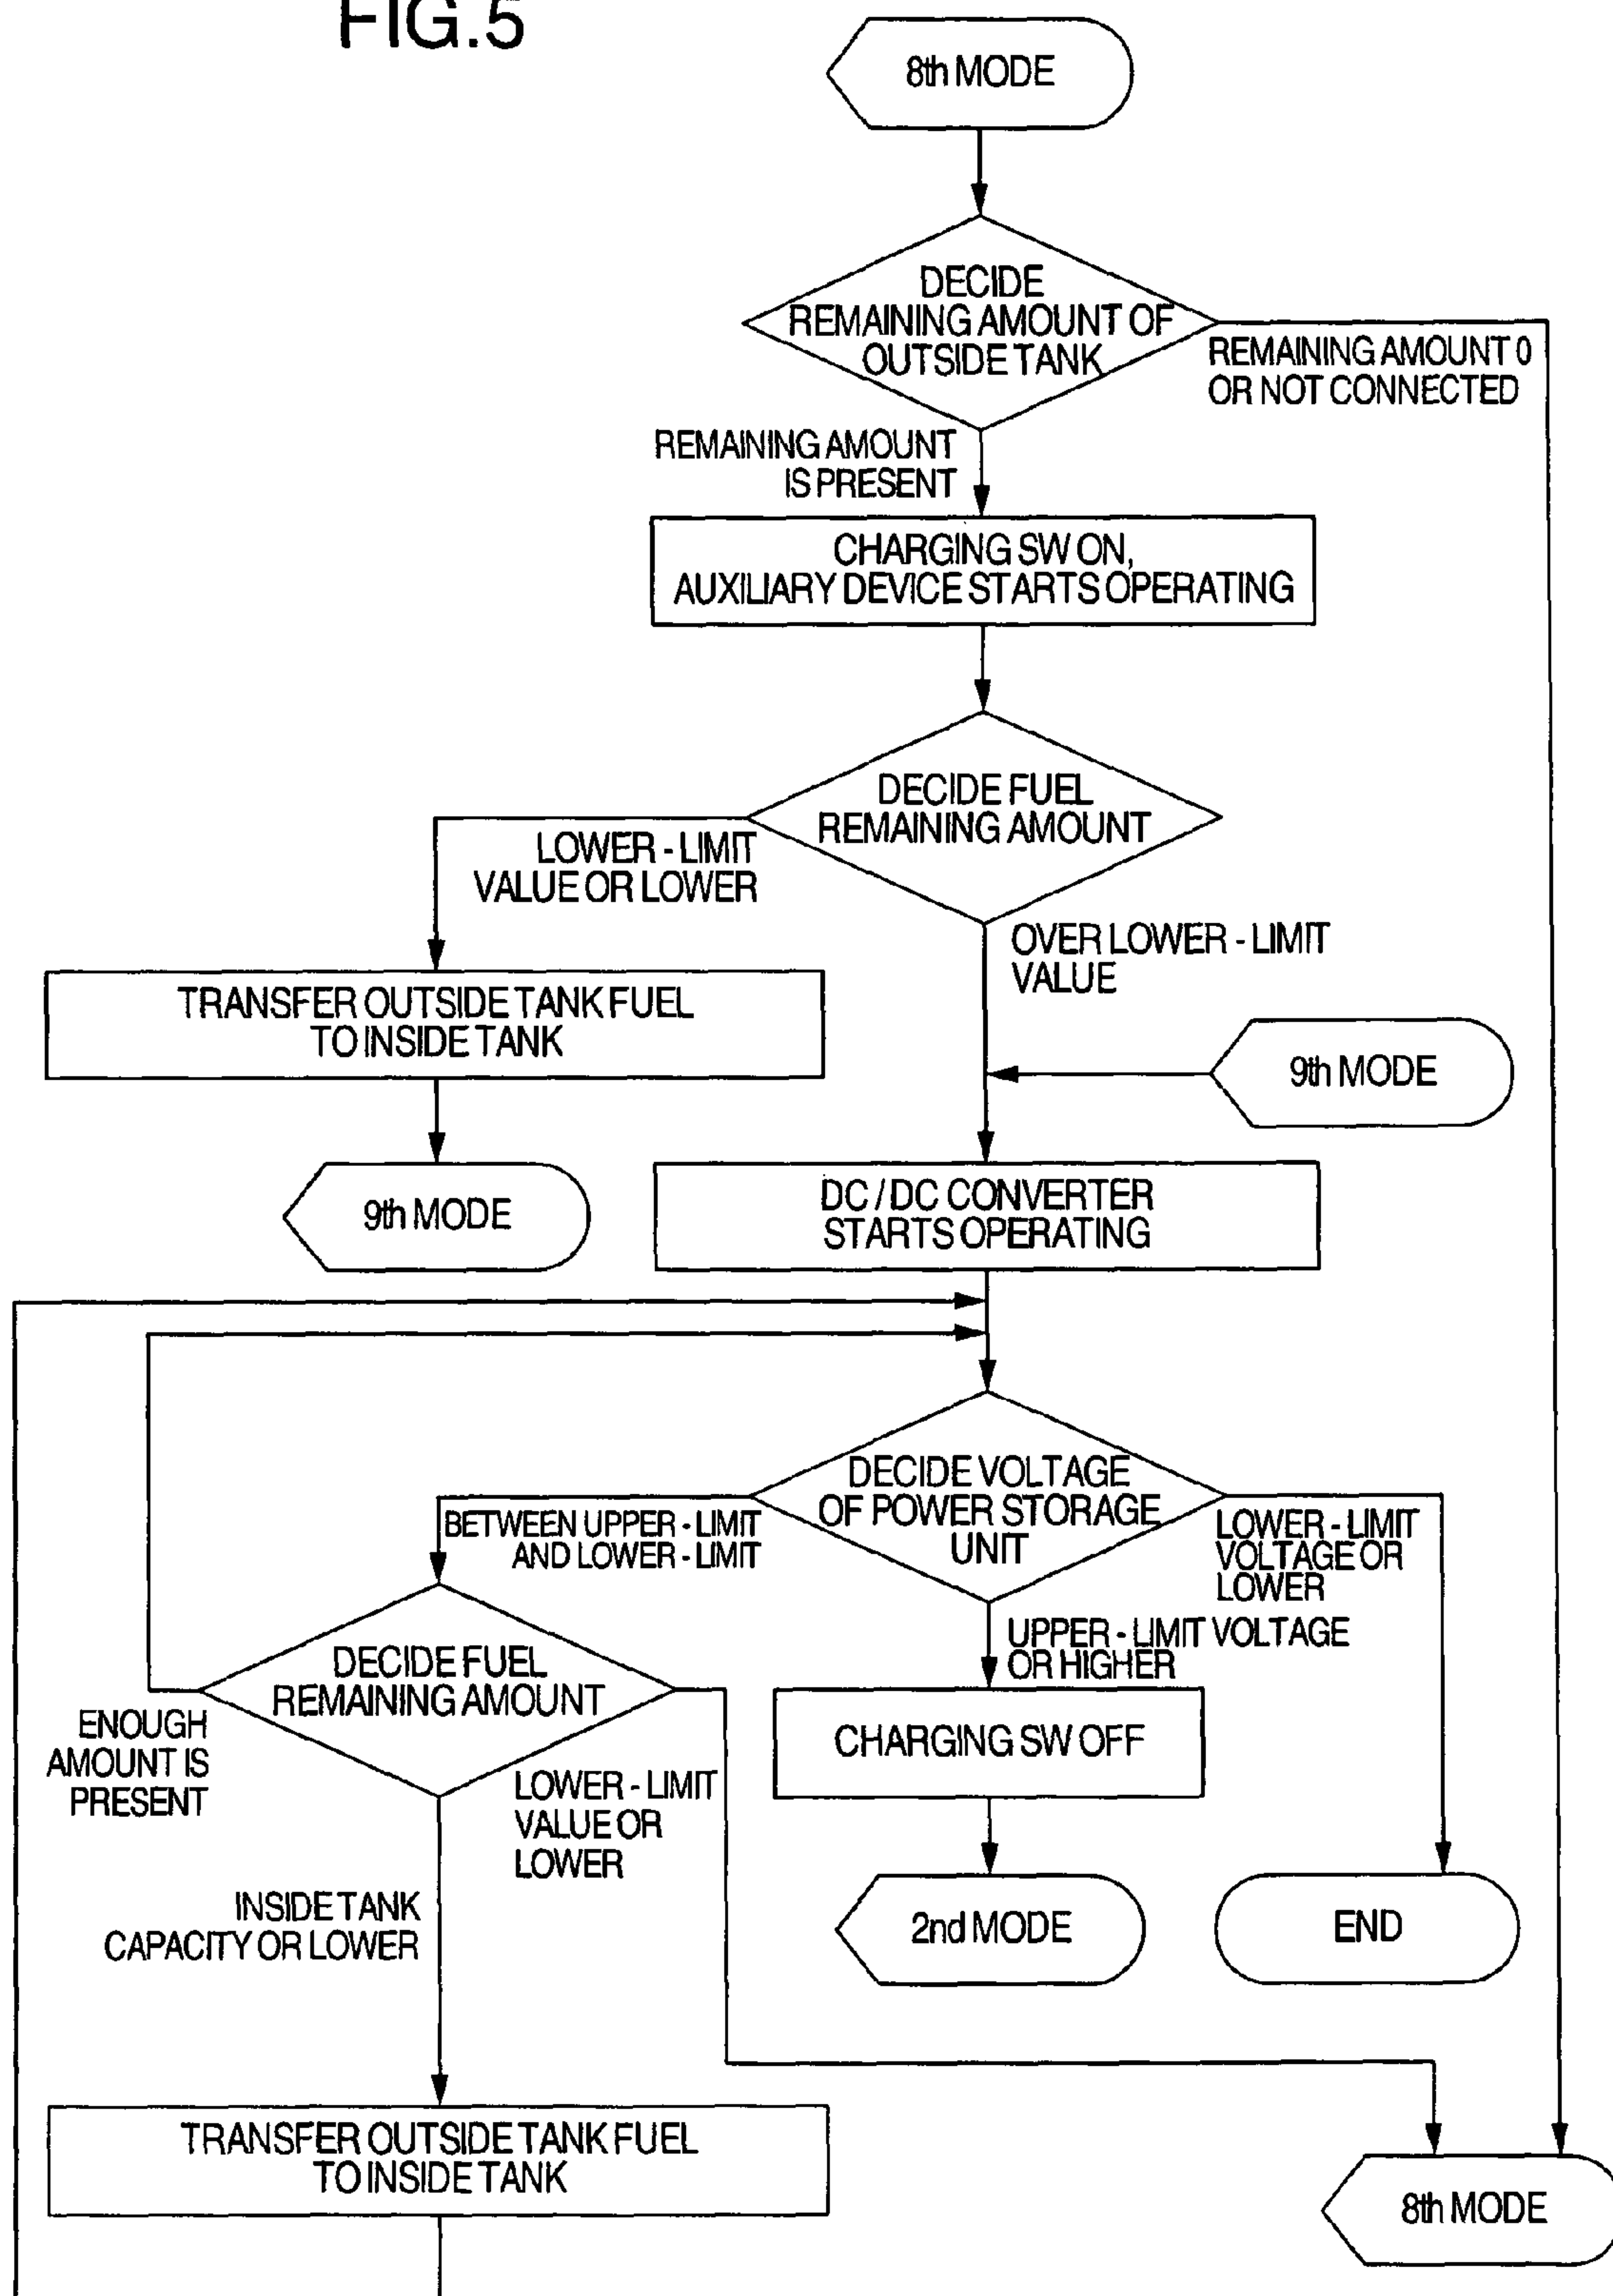 FIG.5
8th MODE
DECIDE
REMAINING AMOUNT OF
OUTSIDE TANK
REMAINING AMOUNT 0
OR NOT CONNECTED
REMAINING AMOUNT
IS PRESENT
CHARGING SW ON,
AUXILIARY DEVICE STARTS OPERATING
DECIDE FUEL
REMAINING AMOUNT
LOWER - LIMIT
VALUE OR LOWER
OVER LOWER - LIMIT
VALUE
TRANSFER OUTSIDE TANK FUEL
TO INSIDE TANK
9th MODE
9th MODE
DC / DC CONVERTER
STARTS OPERATING
DECIDE VOLTAGE
OF POWER STORAGE
UNIT
BETWEEN UPPER - LIMIT
AND LOWER - LIMIT
LOWER - LIMIT
VOLTAGE OR
LOWER
UPPER - LIMIT VOLTAGE
OR HIGHER
DECIDE FUEL
REMAINING AMOUNT
CHARGING SW OFF
ENOUGH
AMOUNT IS
PRESENT
LOWER - LIMIT
VALUE OR
LOWER
INSIDE TANK
CAPACITY OR LOWER
2nd MODE
END
TRANSFER OUTSIDE TANK FUEL
TO INSIDE TANK
8th MODE